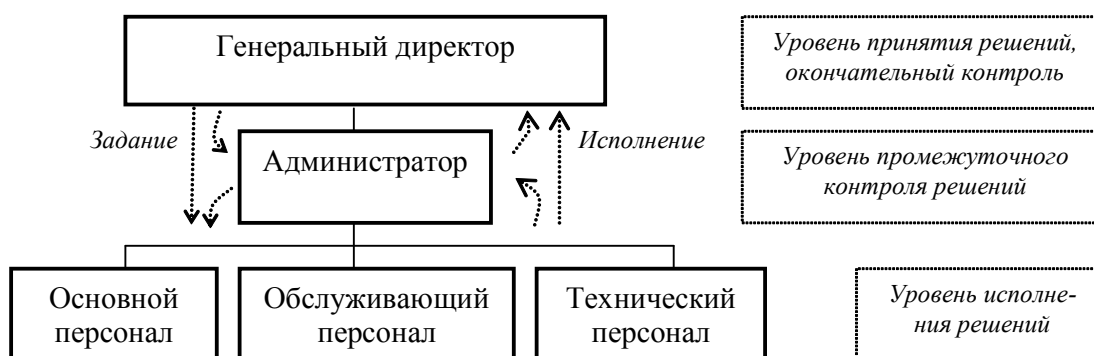 Генеральный директор
Уровень принятия решений,
окончательный контроль
Задание
Исполнение
Администратор
Уровень промежуточного
контроля решений
Основной
персонал
Обслуживающий
персонал
Технический
персонал
Уровень исполне-
ния решений